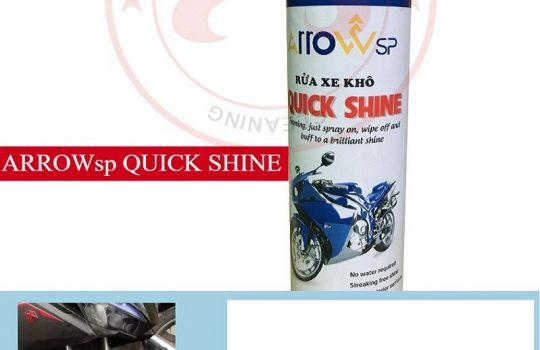 ArroW SP
RỬA XE KHÔ
QUICK SHINE
just spray on, wipe off and
buff to a brilliant shine
ARROWsp QUICK SHINE
No water required
Streaking free shine
CLEANING